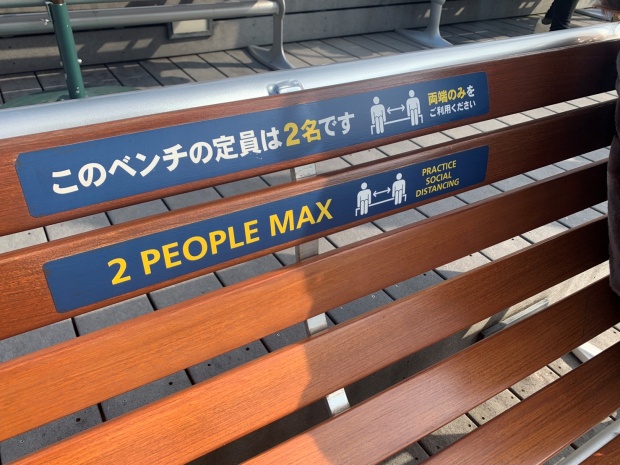 このベンチの定員は2名です
両端のみを
ご利用ください
2 PEOPLE MAX
PRACTICE
SOCIAL
DISTANCING